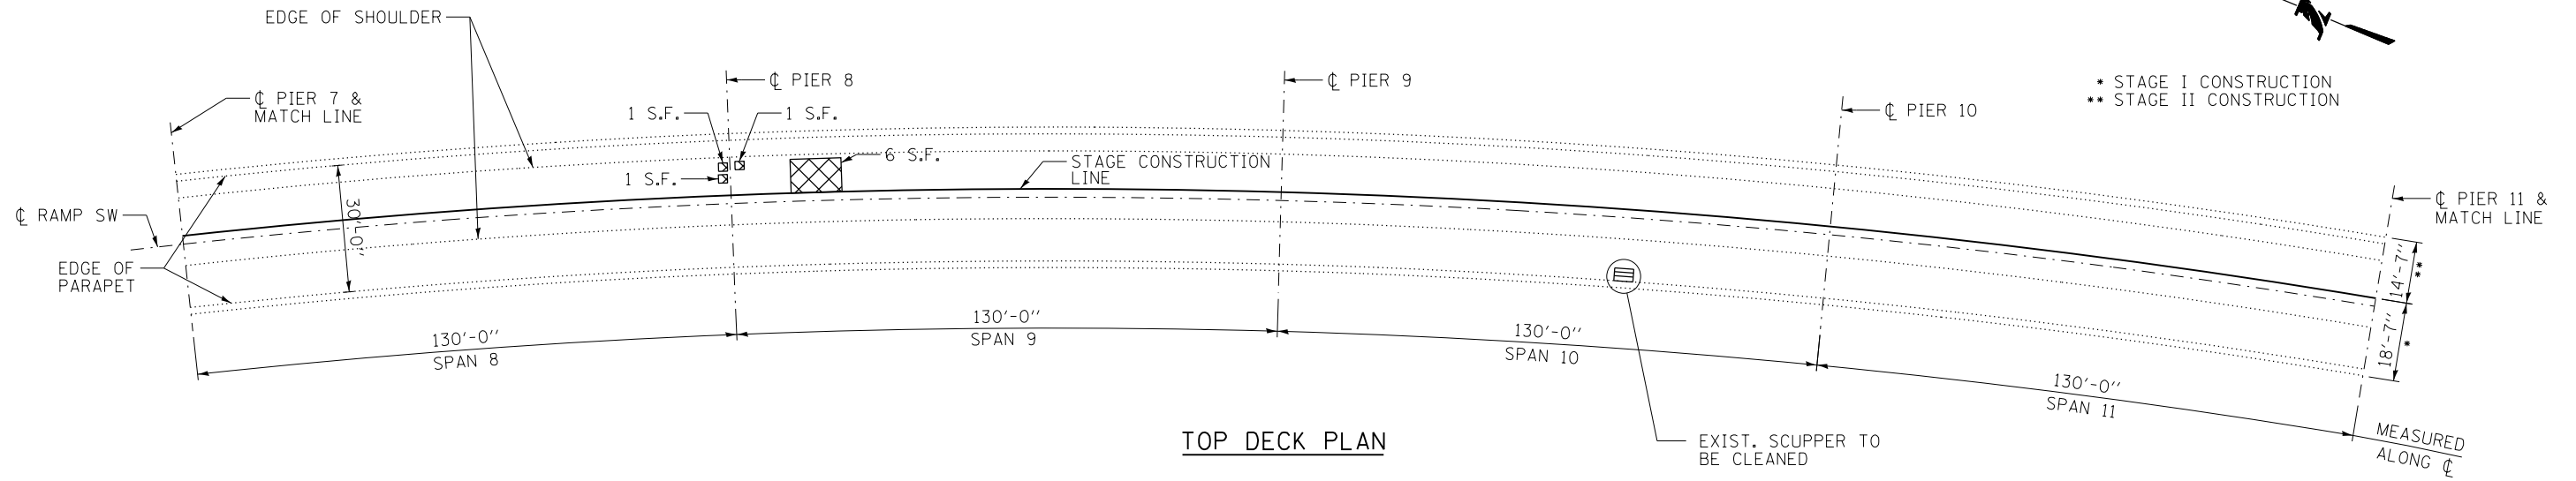 EDGE OF SHOULDER
℄ PIER 7 &
MATCH LINE
℄ PIER 8
1 S.F.
1 S.F.
1 S.F.
6 S.F.
℄ PIER 9
STAGE CONSTRUCTION
LINE
℄ PIER 10
* STAGE I CONSTRUCTION
** STAGE II CONSTRUCTION
℄ PIER 11 &
MATCH LINE
℄ RAMP SW
EDGE OF
PARAPET
30'-0''
14'-7''
**
18'-7''
*
130'-0''
SPAN 8
130'-0''
SPAN 9
130'-0''
SPAN 10
130'-0''
SPAN 11
MEASURED
ALONG ℄
EXIST. SCUPPER TO
BE CLEANED
TOP DECK PLAN